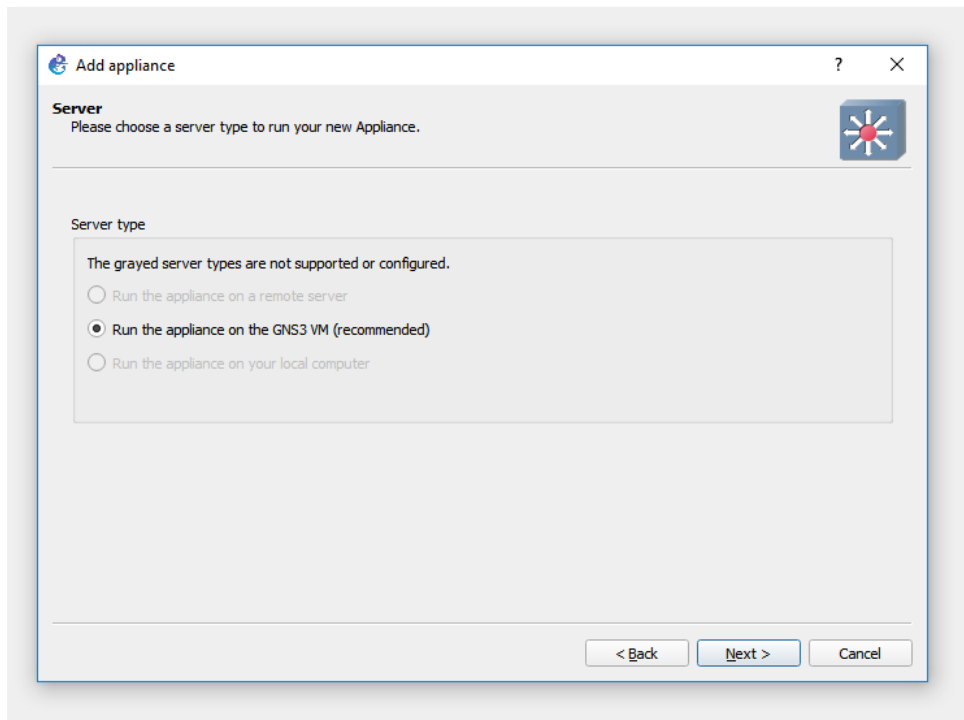 Add appliance
?
Server
Please choose a server type to run your new Appliance.
Server type
The grayed server types are not supported or configured.
Run the appliance on a remote server
Run the appliance on the GNS3 VM (recommended)
Run the appliance on your local computer
< Back Next > Cancel